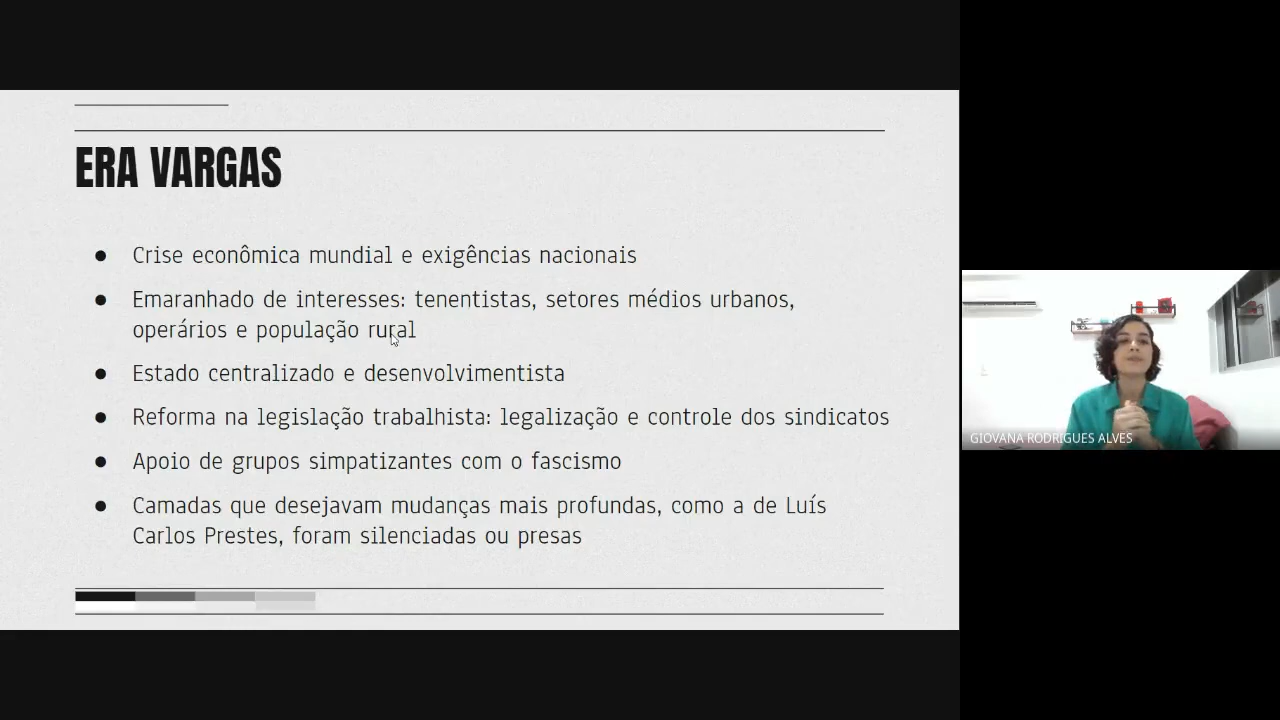 ERA VARGAS
● Crise econômica mundial e exigências nacionais
● Emaranhado de interesses: tenentistas, setores médios urbanos,
operários e população rural
● Estado centralizado e desenvolvimentista
● Reforma na legislação trabalhista: legalização e controle dos sindicatos
● Apoio de grupos simpatizantes com o fascismo
● Camadas que desejavam mudanças mais profundas, como a de Luís
Carlos Prestes, foram silenciadas ou presas
GIOVANA RODRIGUES ALVES